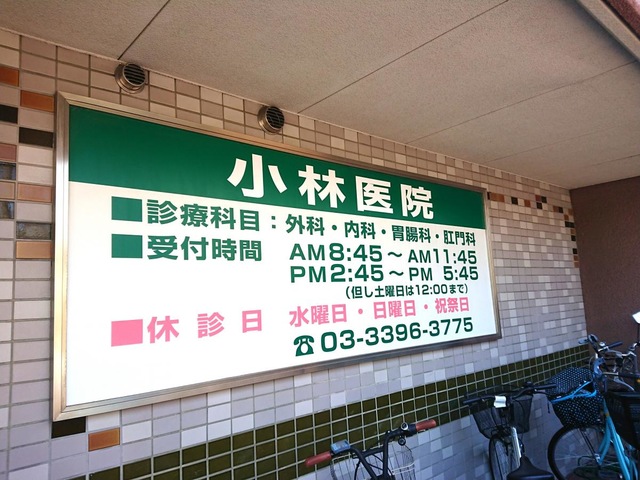 小林医院
■診療科目：外科・内科・胃腸科・肛門科
■受付時間 AM8:45～AM11:45
PM2:45～PM 5:45
(但し土曜日は12:00まで)
■休診日 水曜日・日曜日・祝祭日
☎03-3396-3775